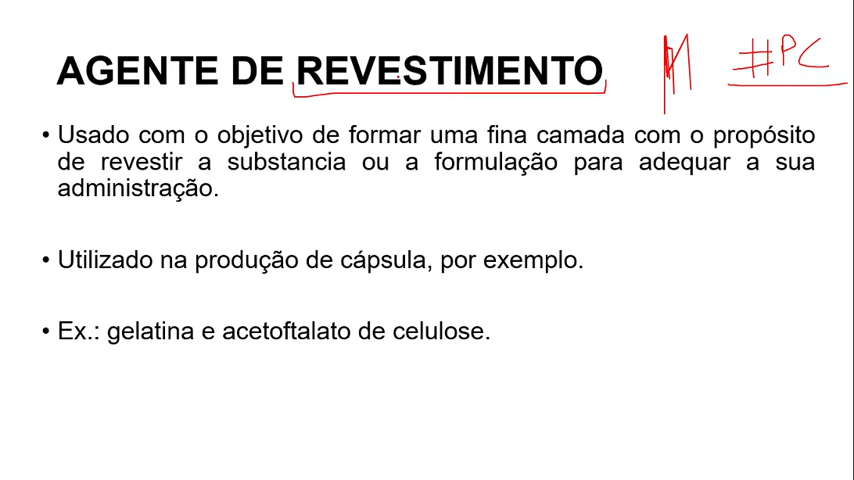 AGENTE DE REVESTIMENTO
#PC
• Usado com o objetivo de formar uma fina camada com o propósito
de revestir a substancia ou a formulação para adequar a sua
administração.
• Utilizado na produção de cápsula, por exemplo.
• Ex.: gelatina e acetoftalato de celulose.